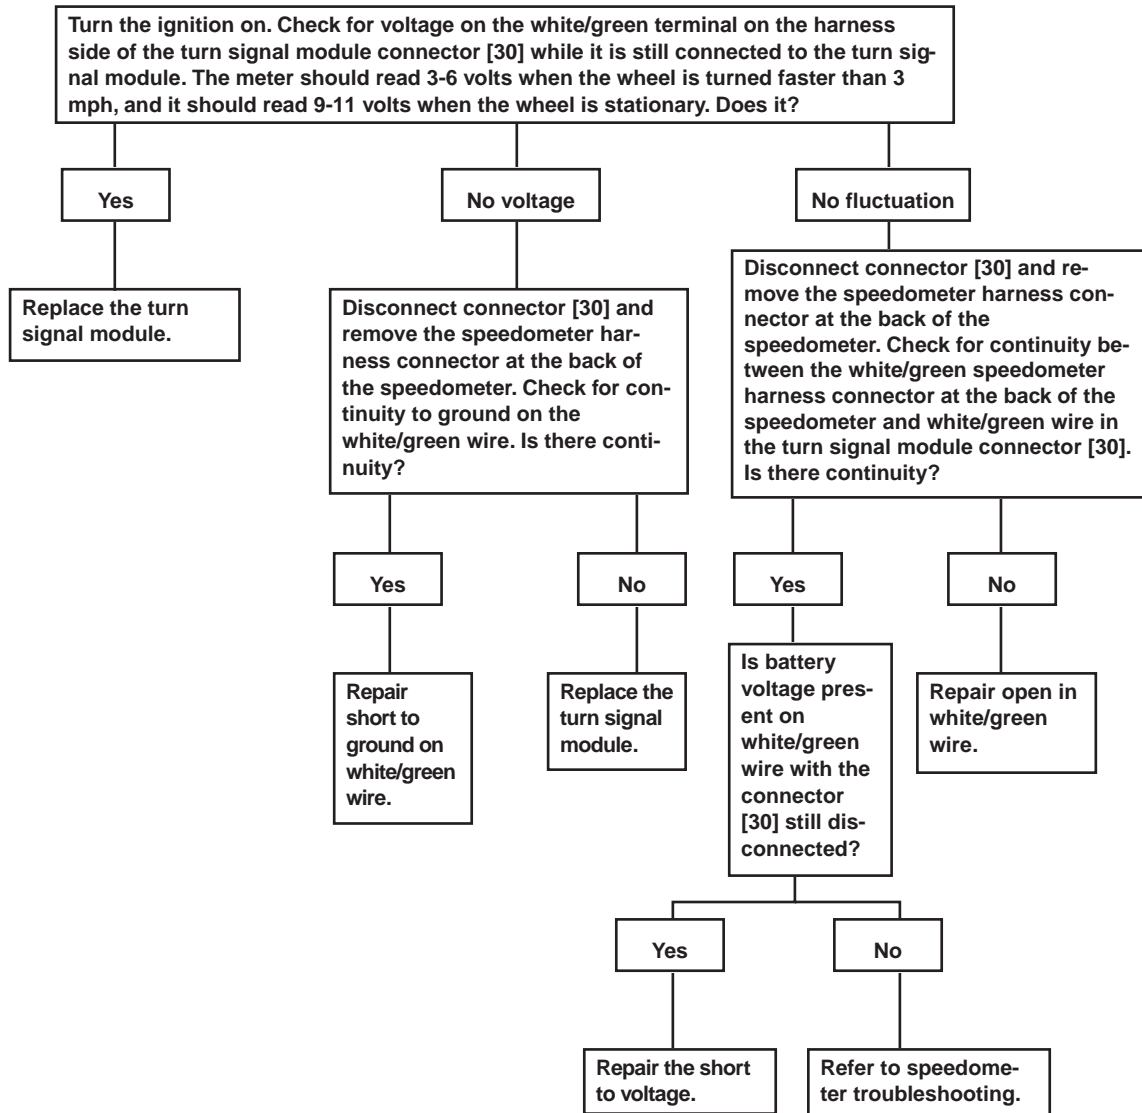 Turn the ignition on. Check for voltage on the white/green terminal on the harness
side of the turn signal module connector [30] while it is still connected to the turn sig-
nal module. The meter should read 3-6 volts when the wheel is turned faster than 3
mph, and it should read 9-11 volts when the wheel is stationary. Does it?
Yes
No voltage
No fluctuation
Replace the turn
signal module.
Disconnect connector [30] and
remove the speedometer har-
ness connector at the back of
the speedometer. Check for con-
tinuity to ground on the
white/green wire. Is there conti-
nuity?
Disconnect connector [30] and re-
move the speedometer harness con-
nector at the back of the
speedometer. Check for continuity be-
tween the white/green speedometer
harness connector at the back of the
speedometer and white/green wire in
the turn signal module connector [30].
Is there continuity?
Yes
No
Yes
No
Repair
short to
ground on
white/green
wire.
Replace the
turn signal
module.
Is battery
voltage pres-
ent on
white/green
wire with the
connector
[30] still dis-
connected?
Repair open in
white/green
wire.
Yes
No
Repair the short
to voltage.
Refer to speedome-
ter troubleshooting.